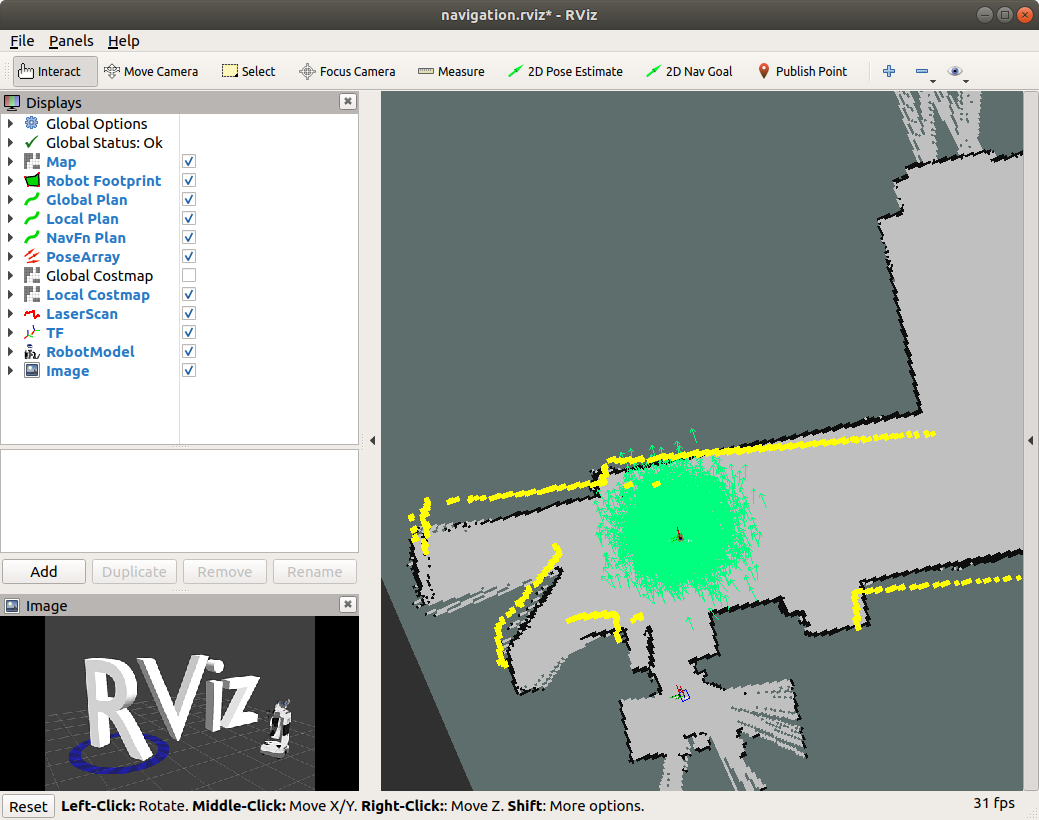 navigation.rviz* - RViz
File Panels Help
Interact Move Camera Select Focus Camera Measure 2D Pose Estimate 2D Nav Goal Publish Point
Displays
Global Options
Global Status: Ok
Map
Robot Footprint
Global Plan
Local Plan
NavFn Plan
PoseArray
Global Costmap
Local Costmap
LaserScan
TF
RobotModel
Image
Add Duplicate Remove Rename
Image
RViz
Reset Left-Click: Rotate. Middle-Click: Move X/Y. Right-Click:: Move Z. Shift: More options. 31 fps